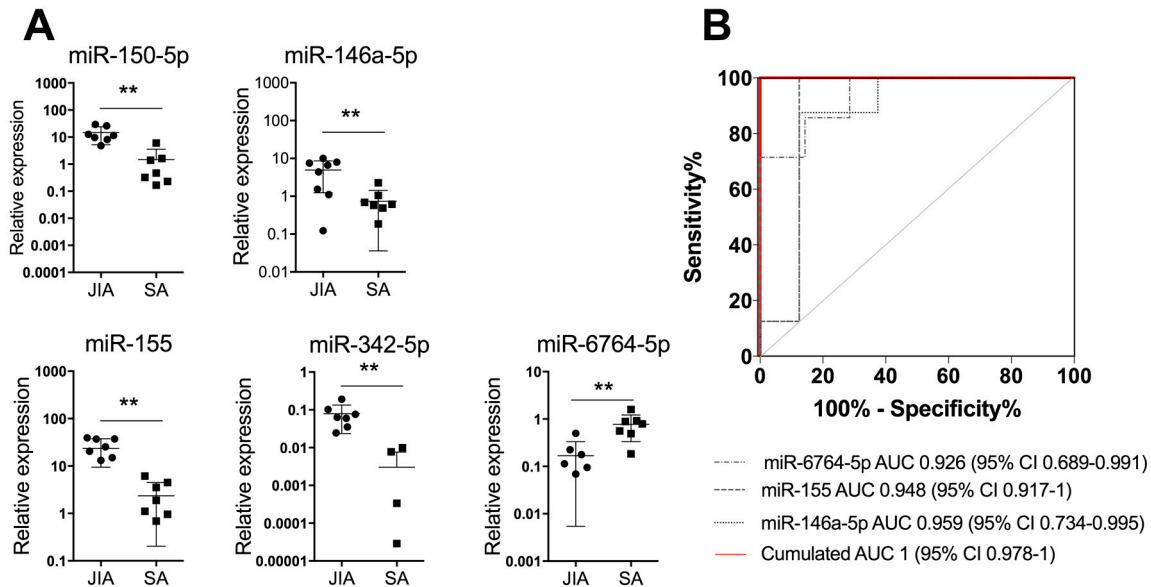 A
miR-150-5p
Relative expression
1000
100
10
1
0.1
0.01
0.001
0.0001
**
JIA
SA
miR-146a-5p
Relative expression
1000
100
10
1
0.1
0.01
**
JIA
SA
miR-155
Relative expression
1000
100
10
1
0.1
**
JIA
SA
miR-342-5p
Relative expression
1
0.1
0.01
0.001
0.0001
0.00001
**
JIA
SA
miR-6764-5p
Relative expression
10
1
0.1
0.01
0.001
**
JIA
SA
B
Sensitivity%
100
80
60
40
20
0
0 20 40 60 80 100
100% - Specificity%
miR-6764-5p AUC 0.926 (95% CI 0.689-0.991)
miR-155 AUC 0.948 (95% CI 0.917-1)
miR-146a-5p AUC 0.959 (95% CI 0.734-0.995)
Cumulated AUC 1 (95% CI 0.978-1)